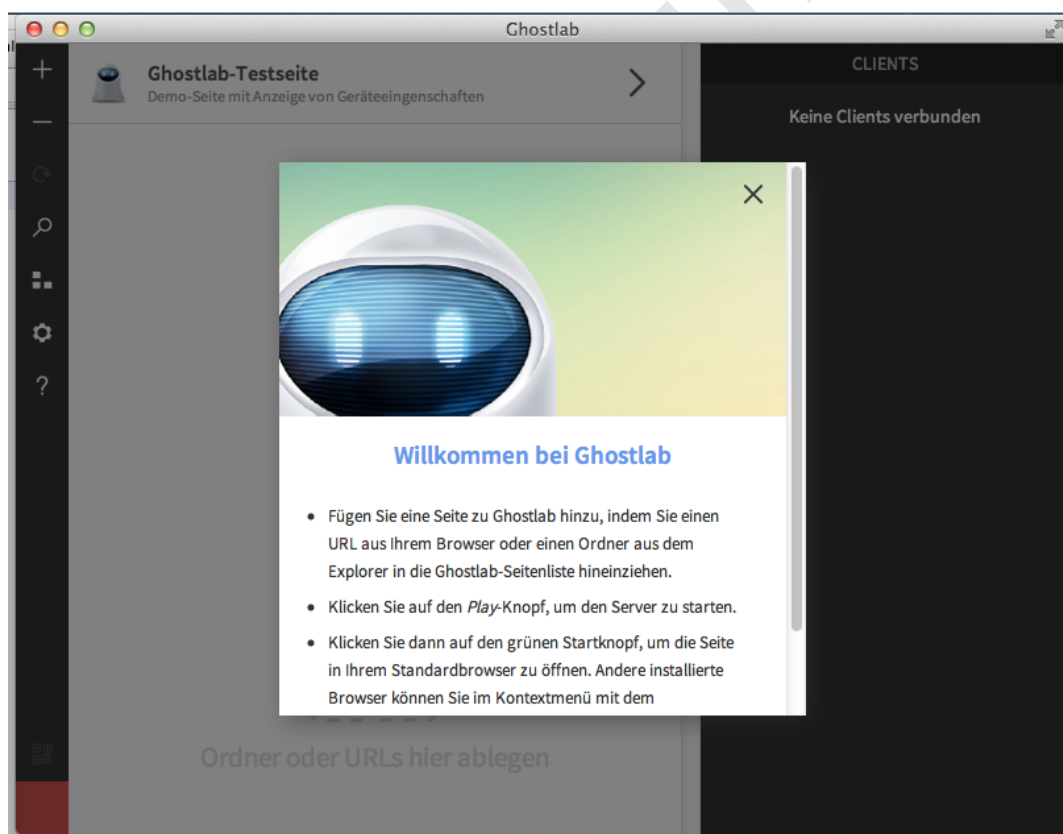 Ghostlab
Ghostlab-Testseite
Demo-Seite mit Anzeige von Geräteeingenschaften
CLIENTS
Keine Clients verbunden
Willkommen bei Ghostlab
• Fügen Sie eine Seite zu Ghostlab hinzu, indem Sie einen
URL aus Ihrem Browser oder einen Ordner aus dem
Explorer in die Ghostlab-Seitenliste hineinziehen.
• Klicken Sie auf den Play-Knopf, um den Server zu starten.
• Klicken Sie dann auf den grünen Startknopf, um die Seite
in Ihrem Standardbrowser zu öffnen. Andere installierte
Browser können Sie im Kontextmenü mit dem
Ordner oder URLs hier ablegen